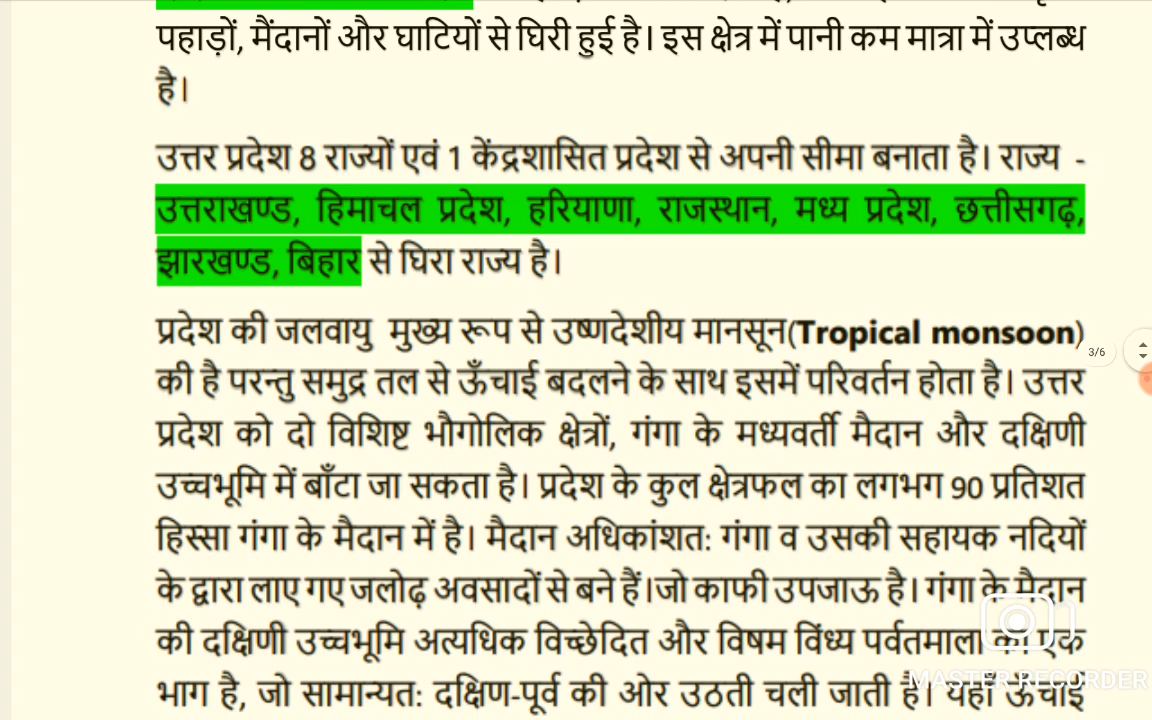 पहाड़ों, मैंदानों और घाटियों से घिरी हुई है। इस क्षेत्र में पानी कम मात्रा में उप्लब्ध
है।
उत्तर प्रदेश 8 राज्यों एवं 1 केंद्रशासित प्रदेश से अपनी सीमा बनाता है। राज्य -
उत्तराखण्ड, हिमाचल प्रदेश, हरियाणा, राजस्थान, मध्य प्रदेश, छत्तीसगढ़,
झारखण्ड, बिहार से घिरा राज्य है।
प्रदेश की जलवायु मुख्य रूप से उष्णदेशीय मानसून(Tropical monsoon)
3/6
की है परन्तु समुद्र तल से ऊँचाई बदलने के साथ इसमें परिवर्तन होता है। उत्तर
प्रदेश को दो विशिष्ट भौगोलिक क्षेत्रों, गंगा के मध्यवर्ती मैदान और दक्षिणी
उच्चभूमि में बाँटा जा सकता है। प्रदेश के कुल क्षेत्रफल का लगभग 90 प्रतिशत
हिस्सा गंगा के मैदान में है। मैदान अधिकांशत: गंगा व उसकी सहायक नदियों
के द्वारा लाए गए जलोढ़ अवसादों से बने हैं।जो काफी उपजाऊ है। गंगा के मैदान
की दक्षिणी उच्चभूमि अत्यधिक विच्छेदित और विषम विंध्य पर्वतमाला का एक
भाग है, जो सामान्यत: दक्षिण-पूर्व की ओर उठती चली जाती है। यहाँ ऊँचाई
MASTER RECORDER